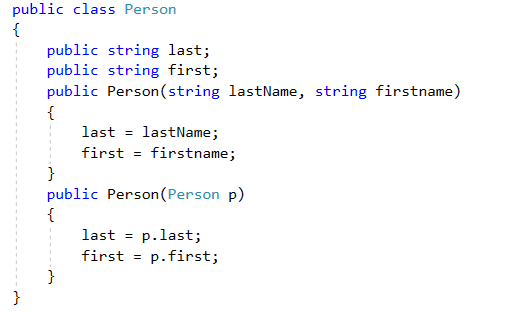 public class Person
{
    public string last;
    public string first;
    public Person(string lastName, string firstname)
    {
        last = lastName;
        first = firstname;
    }
    public Person(Person p)
    {
        last = p.last;
        first = p.first;
    }
}